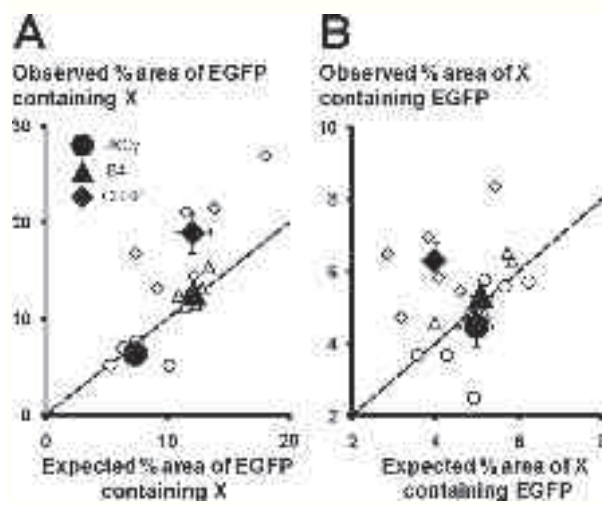 A
Observed % area of EGFP
containing X
30
20
10
0
0 10 20
Expected % area of EGFP
containing X
B
Observed % area of X
containing EGFP
10
8
6
4
2
2 4 6 8
Expected % area of X
containing EGFP